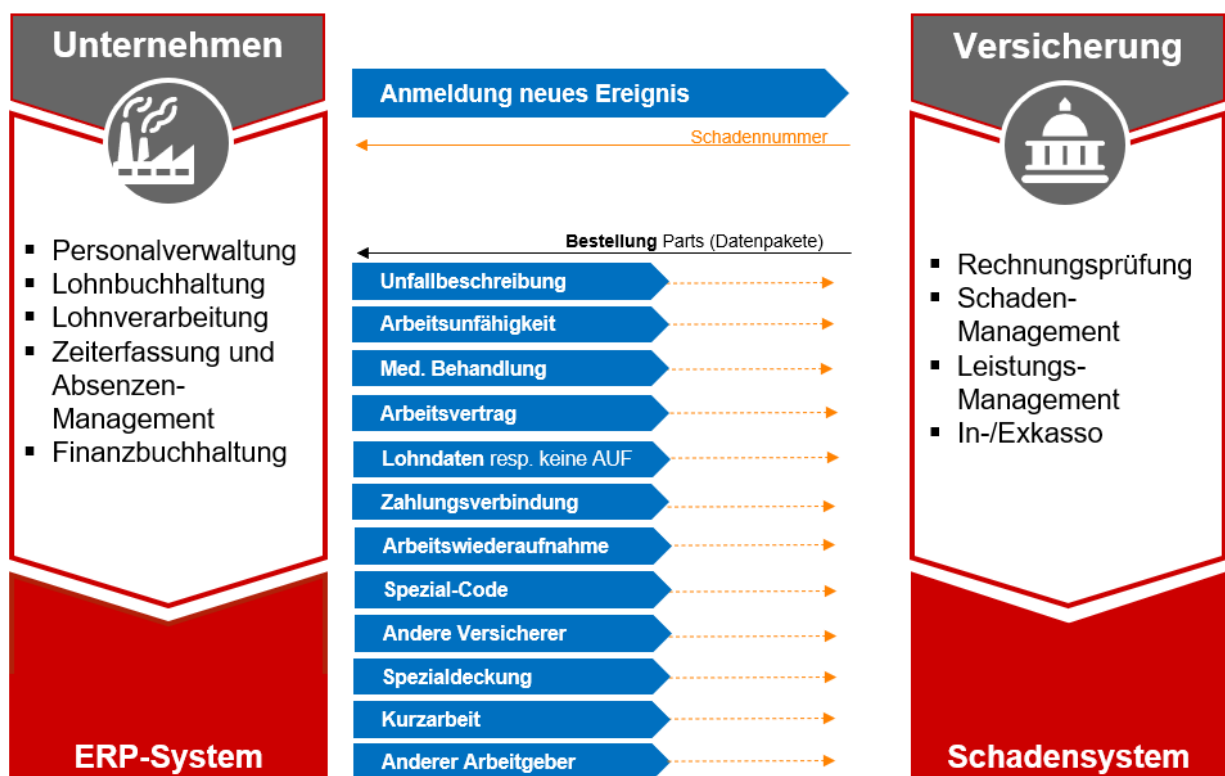 Unternehmen
▪ Personalverwaltung
▪ Lohnbuchhaltung
▪ Lohnverarbeitung
▪ Zeiterfassung und
Absenzen-
Management
▪ Finanzbuchhaltung
ERP-System
Anmeldung neues Ereignis
Schadennummer
Bestellung Parts (Datenpakete)
Unfallbeschreibung
Arbeitsunfähigkeit
Med. Behandlung
Arbeitsvertrag
Lohndaten resp. keine AUF
Zahlungsverbindung
Arbeitswiederaufnahme
Spezial-Code
Andere Versicherer
Spezialdeckung
Kurzarbeit
Anderer Arbeitgeber
Versicherung
▪ Rechnungsprüfung
▪ Schaden-
Management
▪ Leistungs-
Management
▪ In-/Exkasso
Schadensystem